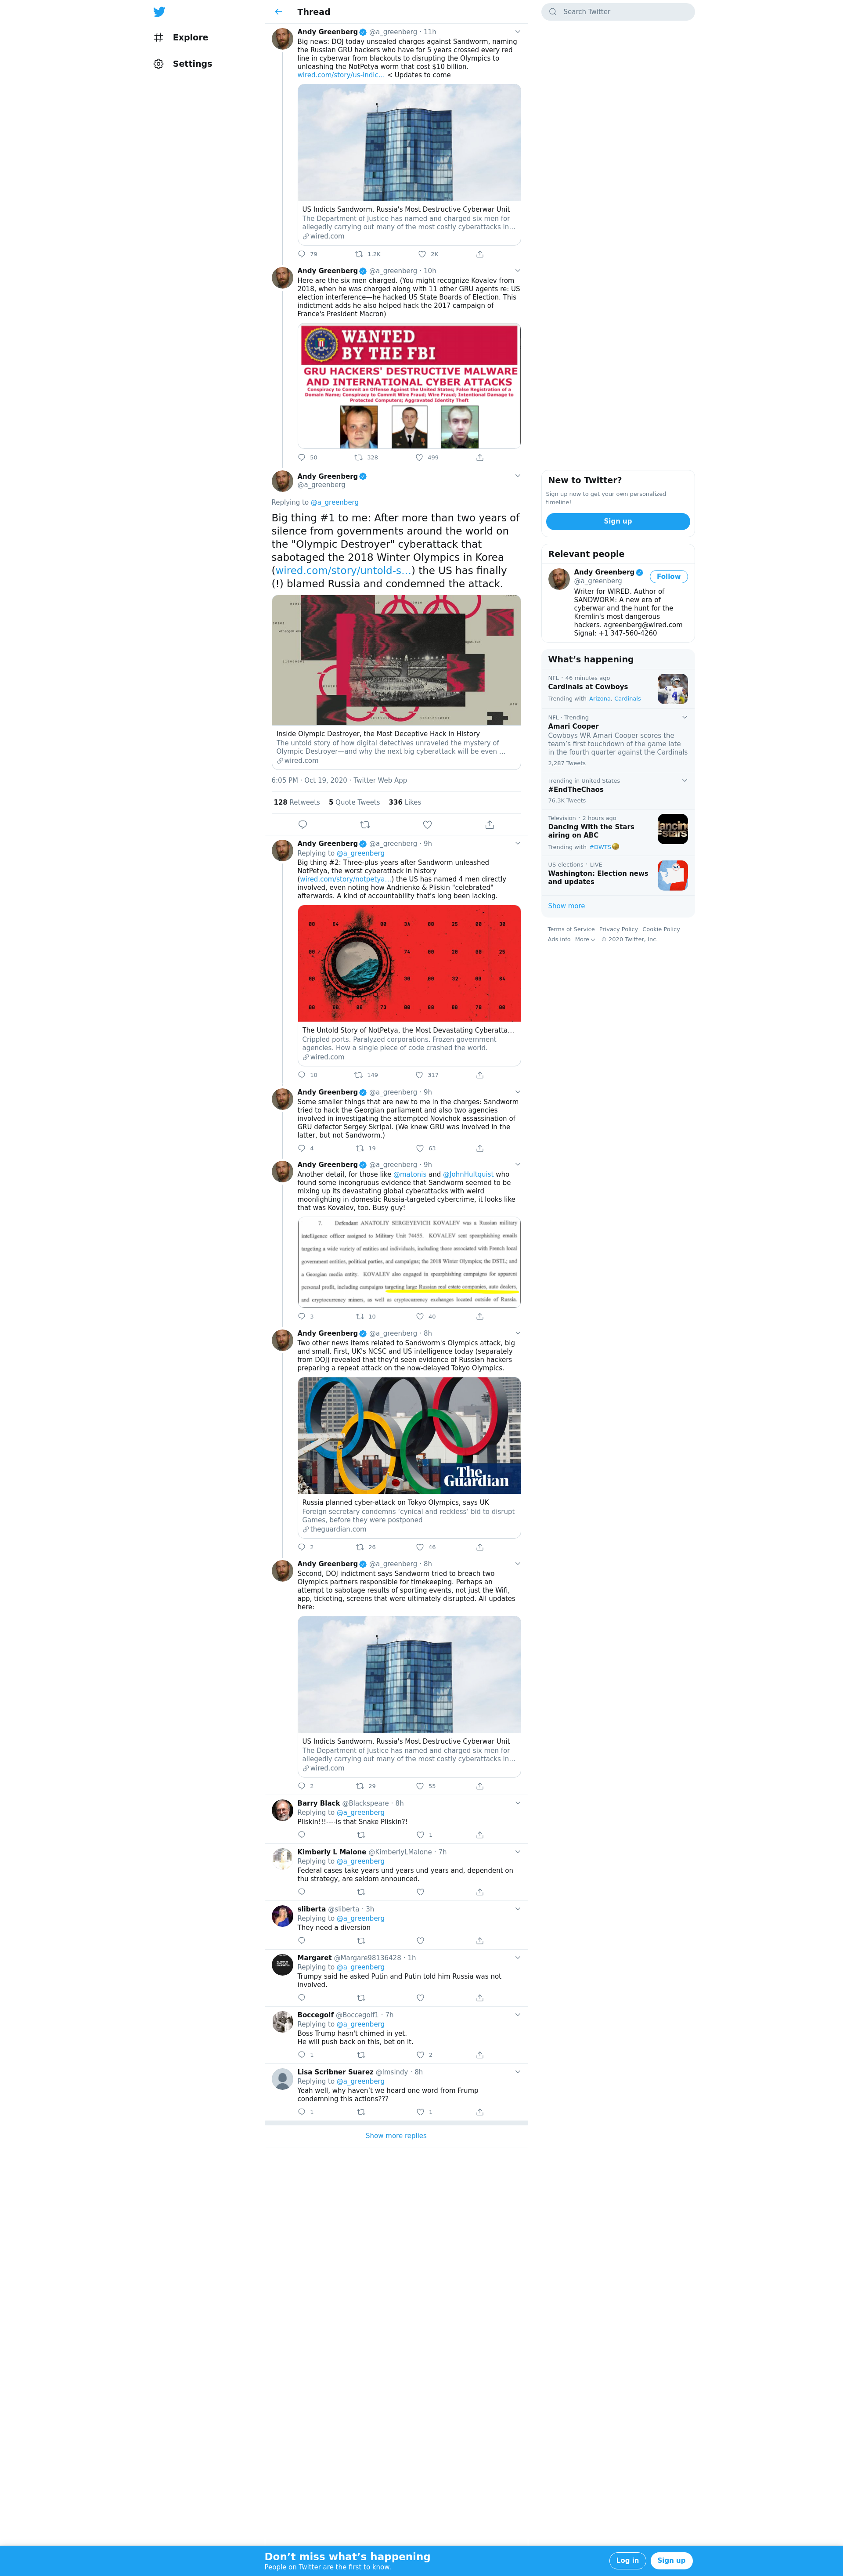 Explore
Settings
Thread
Search Twitter
Andy Greenberg @a_greenberg · 11h
Big news: DOJ today unsealed charges against Sandworm, naming
the Russian GRU hackers who have for 5 years crossed every red
line in cyberwar from blackouts to disrupting the Olympics to
unleashing the NotPetya worm that cost $10 billion.
wired.com/story/us-indic… < Updates to come
US Indicts Sandworm, Russia's Most Destructive Cyberwar Unit
The Department of Justice has named and charged six men for
allegedly carrying out many of the most costly cyberattacks in…
wired.com
79 1.2K 2K
Andy Greenberg @a_greenberg · 10h
Here are the six men charged. (You might recognize Kovalev from
2018, when he was charged along with 11 other GRU agents re: US
election interference—he hacked US State Boards of Election. This
indictment adds he also helped hack the 2017 campaign of
France's President Macron)
WANTED
BY THE FBI
GRU HACKERS' DESTRUCTIVE MALWARE
AND INTERNATIONAL CYBER ATTACKS
Conspiracy to Commit an Offense Against the United States; False Registration of a
Domain Name; Conspiracy to Commit Wire Fraud; Wire Fraud; Intentional Damage to
Protected Computers; Aggravated Identity Theft
50 328 499
Andy Greenberg
@a_greenberg
Replying to @a_greenberg
Big thing #1 to me: After more than two years of
silence from governments around the world on
the "Olympic Destroyer" cyberattack that
sabotaged the 2018 Winter Olympics in Korea
(wired.com/story/untold-s…) the US has finally
(!) blamed Russia and condemned the attack.
Inside Olympic Destroyer, the Most Deceptive Hack in History
The untold story of how digital detectives unraveled the mystery of
Olympic Destroyer—and why the next big cyberattack will be even …
wired.com
6:05 PM · Oct 19, 2020 · Twitter Web App
128 Retweets 5 Quote Tweets 336 Likes
Andy Greenberg @a_greenberg · 9h
Replying to @a_greenberg
Big thing #2: Three-plus years after Sandworm unleashed
NotPetya, the worst cyberattack in history
(wired.com/story/notpetya…) the US has named 4 men directly
involved, even noting how Andrienko & Pliskin "celebrated"
afterwards. A kind of accountability that's long been lacking.
The Untold Story of NotPetya, the Most Devastating Cyberatta…
Crippled ports. Paralyzed corporations. Frozen government
agencies. How a single piece of code crashed the world.
wired.com
10 149 317
Andy Greenberg @a_greenberg · 9h
Some smaller things that are new to me in the charges: Sandworm
tried to hack the Georgian parliament and also two agencies
involved in investigating the attempted Novichok assassination of
GRU defector Sergey Skripal. (We knew GRU was involved in the
latter, but not Sandworm.)
4 19 63
Andy Greenberg @a_greenberg · 9h
Another detail, for those like @matonis and @JohnHultquist who
found some incongruous evidence that Sandworm seemed to be
mixing up its devastating global cyberattacks with weird
moonlighting in domestic Russia-targeted cybercrime, it looks like
that was Kovalev, too. Busy guy!
7. Defendant ANATOLIY SERGEYEVICH KOVALEV was a Russian military
intelligence officer assigned to Military Unit 74455. KOVALEV sent spearphishing emails
targeting a wide variety of entities and individuals, including those associated with French local
government entities, political parties, and campaigns; the 2018 Winter Olympics; the DSTL; and
a Georgian media entity. KOVALEV also engaged in spearphishing campaigns for apparent
personal profit, including campaigns targeting large Russian real estate companies, auto dealers,
and cryptocurrency miners, as well as cryptocurrency exchanges located outside of Russia.
3 10 40
Andy Greenberg @a_greenberg · 8h
Two other news items related to Sandworm's Olympics attack, big
and small. First, UK's NCSC and US intelligence today (separately
from DOJ) revealed that they'd seen evidence of Russian hackers
preparing a repeat attack on the now-delayed Tokyo Olympics.
The
Guardian
Russia planned cyber-attack on Tokyo Olympics, says UK
Foreign secretary condemns 'cynical and reckless' bid to disrupt
Games, before they were postponed
theguardian.com
2 26 46
Andy Greenberg @a_greenberg · 8h
Second, DOJ indictment says Sandworm tried to breach two
Olympics partners responsible for timekeeping. Perhaps an
attempt to sabotage results of sporting events, not just the Wifi,
app, ticketing, screens that were ultimately disrupted. All updates
here:
US Indicts Sandworm, Russia's Most Destructive Cyberwar Unit
The Department of Justice has named and charged six men for
allegedly carrying out many of the most costly cyberattacks in…
wired.com
2 29 55
Barry Black @Blackspeare · 8h
Replying to @a_greenberg
Pliskin!!!----is that Snake Pliskin?!
1
Kimberly L Malone @KimberlyLMalone · 7h
Replying to @a_greenberg
Federal cases take years und years und years and, dependent on
thu strategy, are seldom announced.
sliberta @sliberta · 3h
Replying to @a_greenberg
They need a diversion
Margaret @Margare98136428 · 1h
Replying to @a_greenberg
Trumpy said he asked Putin and Putin told him Russia was not
involved.
Boccegolf @Boccegolf1 · 7h
Replying to @a_greenberg
Boss Trump hasn't chimed in yet.
He will push back on this, bet on it.
1 2
Lisa Scribner Suarez @lmsindy · 8h
Replying to @a_greenberg
Yeah well, why haven't we heard one word from Frump
condemning this actions???
1 1
Show more replies
New to Twitter?
Sign up now to get your own personalized
timeline!
Sign up
Relevant people
Andy Greenberg
@a_greenberg
Follow
Writer for WIRED. Author of
SANDWORM: A new era of
cyberwar and the hunt for the
Kremlin's most dangerous
hackers. agreenberg@wired.com
Signal: +1 347-560-4260
What's happening
NFL · 46 minutes ago
Cardinals at Cowboys
Trending with Arizona, Cardinals
NFL · Trending
Amari Cooper
Cowboys WR Amari Cooper scores the
team's first touchdown of the game late
in the fourth quarter against the Cardinals
2,287 Tweets
Trending in United States
#EndTheChaos
76.3K Tweets
Television · 2 hours ago
Dancing With the Stars
airing on ABC
Trending with #DWTS
US elections · LIVE
Washington: Election news
and updates
Show more
Terms of Service Privacy Policy Cookie Policy
Ads info More © 2020 Twitter, Inc.
Don't miss what's happening
People on Twitter are the first to know.
Log in
Sign up